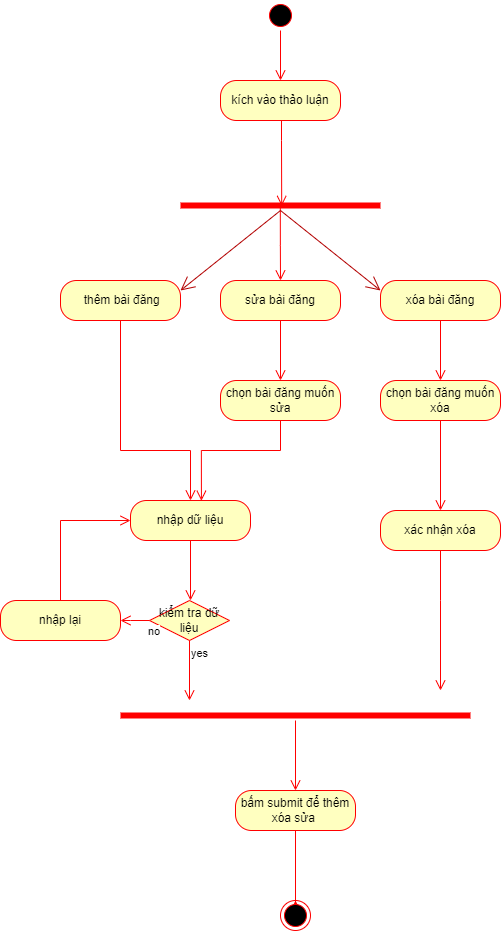 kích vào thảo luận
thêm bài đăng
sửa bài đăng
xóa bài đăng
chọn bài đăng muốn
sửa
chọn bài đăng muốn
xóa
nhập dữ liệu
xác nhận xóa
nhập lại
kiểm tra dữ
liệu
no
yes
bấm submit để thêm
xóa sửa